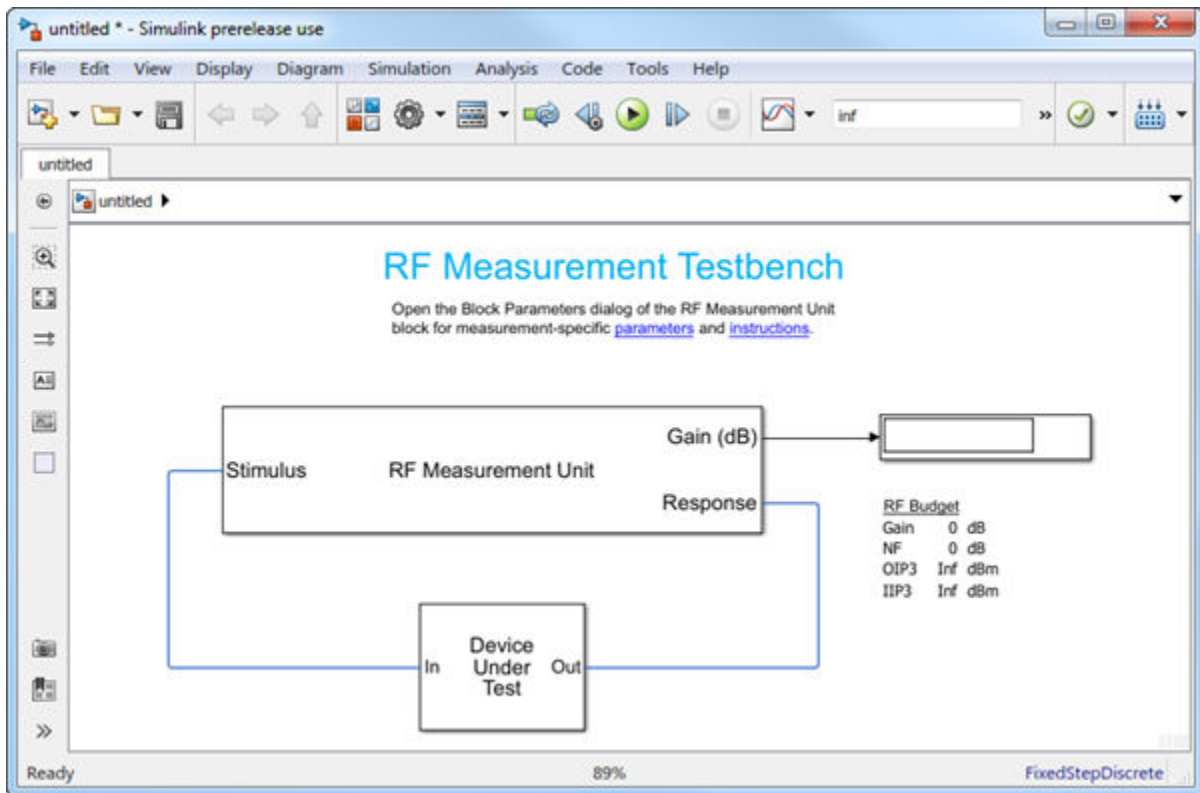 untitled * - Simulink prerelease use
File Edit View Display Diagram Simulation Analysis Code Tools Help
inf
untitled
untitled
RF Measurement Testbench
Open the Block Parameters dialog of the RF Measurement Unit
block for measurement-specific parameters and instructions.
Gain (dB)
Stimulus RF Measurement Unit
Response
RF Budget
Gain 0 dB
NF 0 dB
OIP3 Inf dBm
IIP3 Inf dBm
Device
In Under Out
Test
Ready 89% FixedStepDiscrete